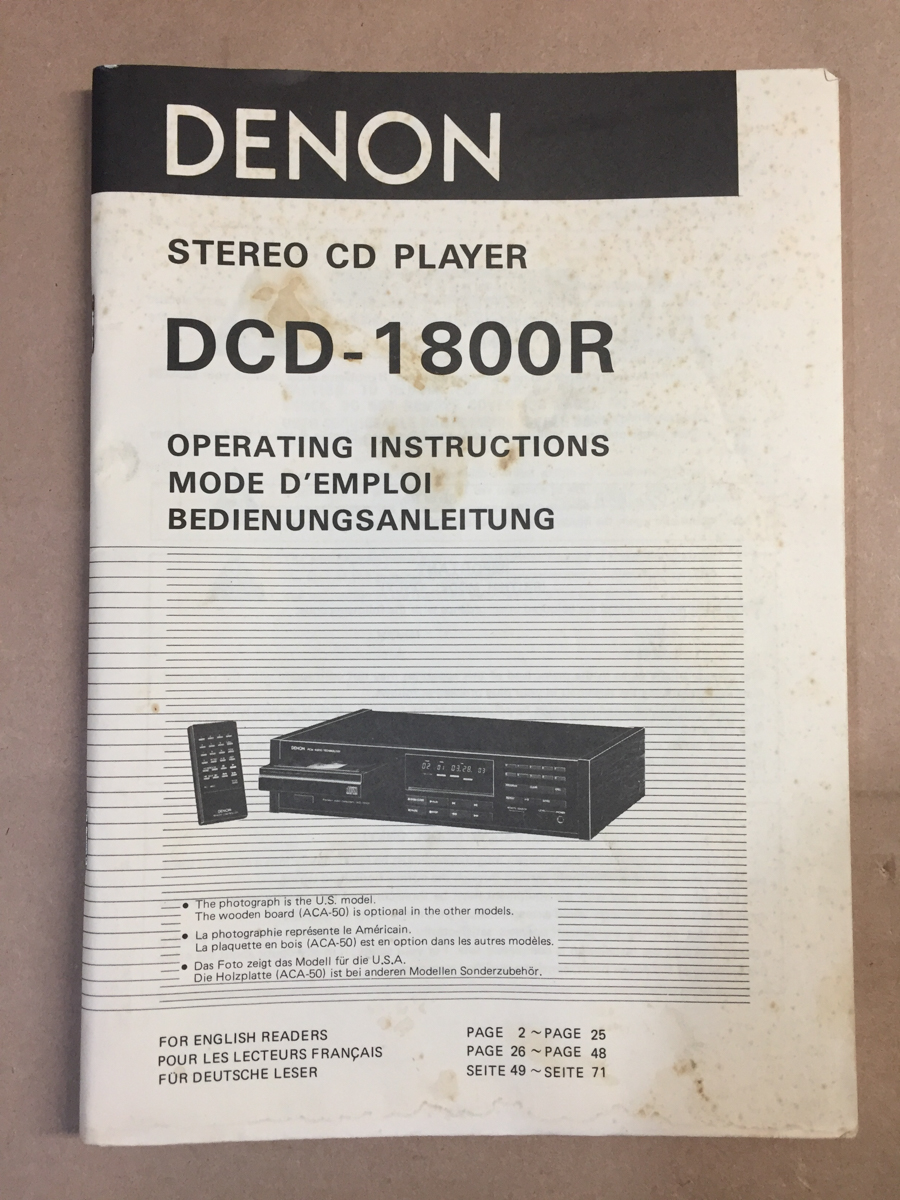 DENON
STEREO CD PLAYER
DCD-1800R
OPERATING INSTRUCTIONS
MODE D'EMPLOI
BEDIENUNGSANLEITUNG
DENON
DENON
● The photograph is the U.S. model.
The wooden board (ACA-50) is optional in the other models.
● La photographie représente le Américain.
La plaquette en bois (ACA-50) est en option dans les autres modèles.
● Das Foto zeigt das Modell für die U.S.A.
Die Holzplatte (ACA-50) ist bei anderen Modellen Sonderzubehör.
FOR ENGLISH READERS PAGE 2 ~ PAGE 25
POUR LES LECTEURS FRANÇAIS PAGE 26 ~ PAGE 48
FÜR DEUTSCHE LESER SEITE 49 ~ SEITE 71